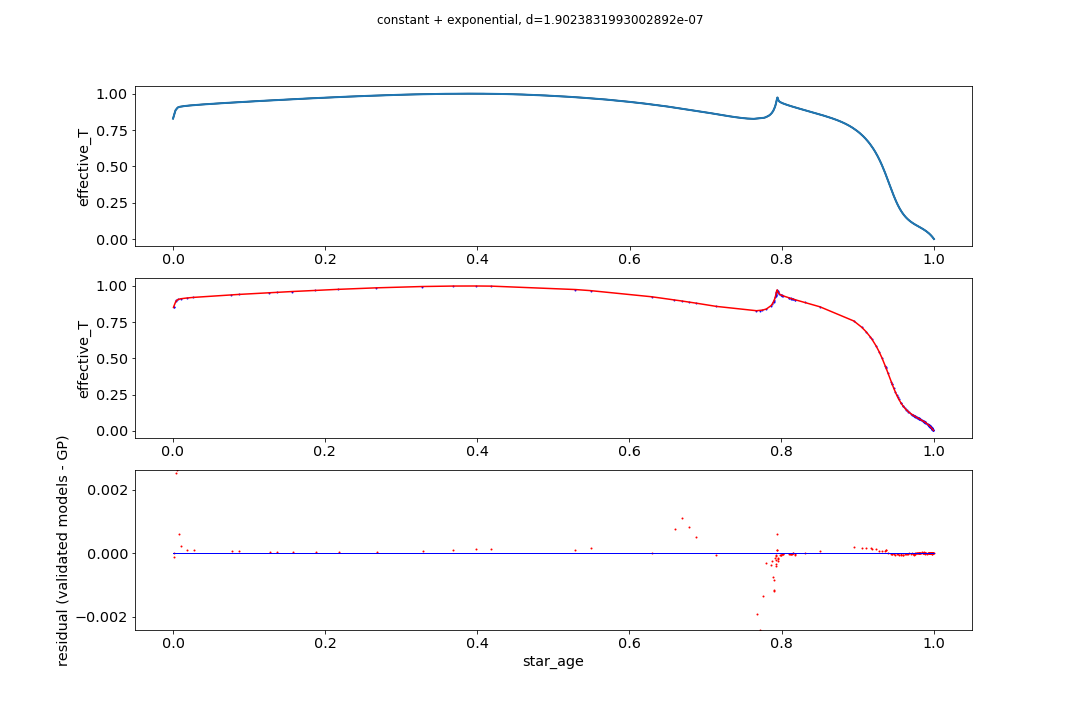 constant + exponential, d=1.9023831993002892e-07
1.00
0.75
0.50
0.25
0.00
effective_T
0.0 0.2 0.4 0.6 0.8 1.0
1.00
0.75
0.50
0.25
0.00
effective_T
0.0 0.2 0.4 0.6 0.8 1.0
0.002
0.000
−0.002
residual (validated models - GP)
0.0 0.2 0.4 0.6 0.8 1.0
star_age